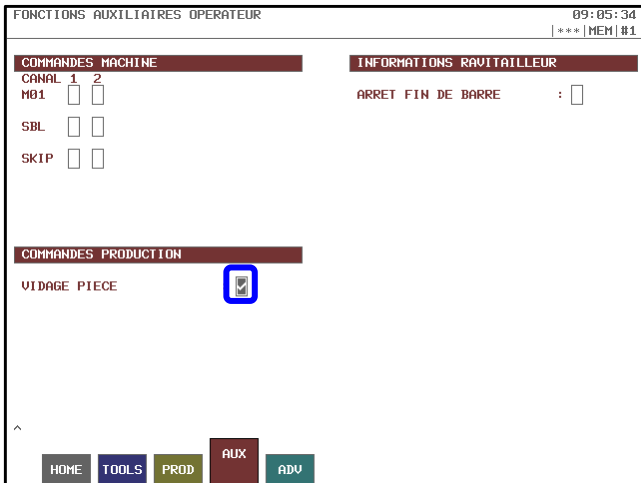 FONCTIONS AUXILIAIRES OPERATEUR 09:05:34
|***|MEM|#1
COMMANDES MACHINE
CANAL 1 2
M01
SBL
SKIP
INFORMATIONS RAVITAILLEUR
ARRET FIN DE BARRE :
COMMANDES PRODUCTION
VIDAGE PIECE
^
HOME TOOLS PROD AUX ADV